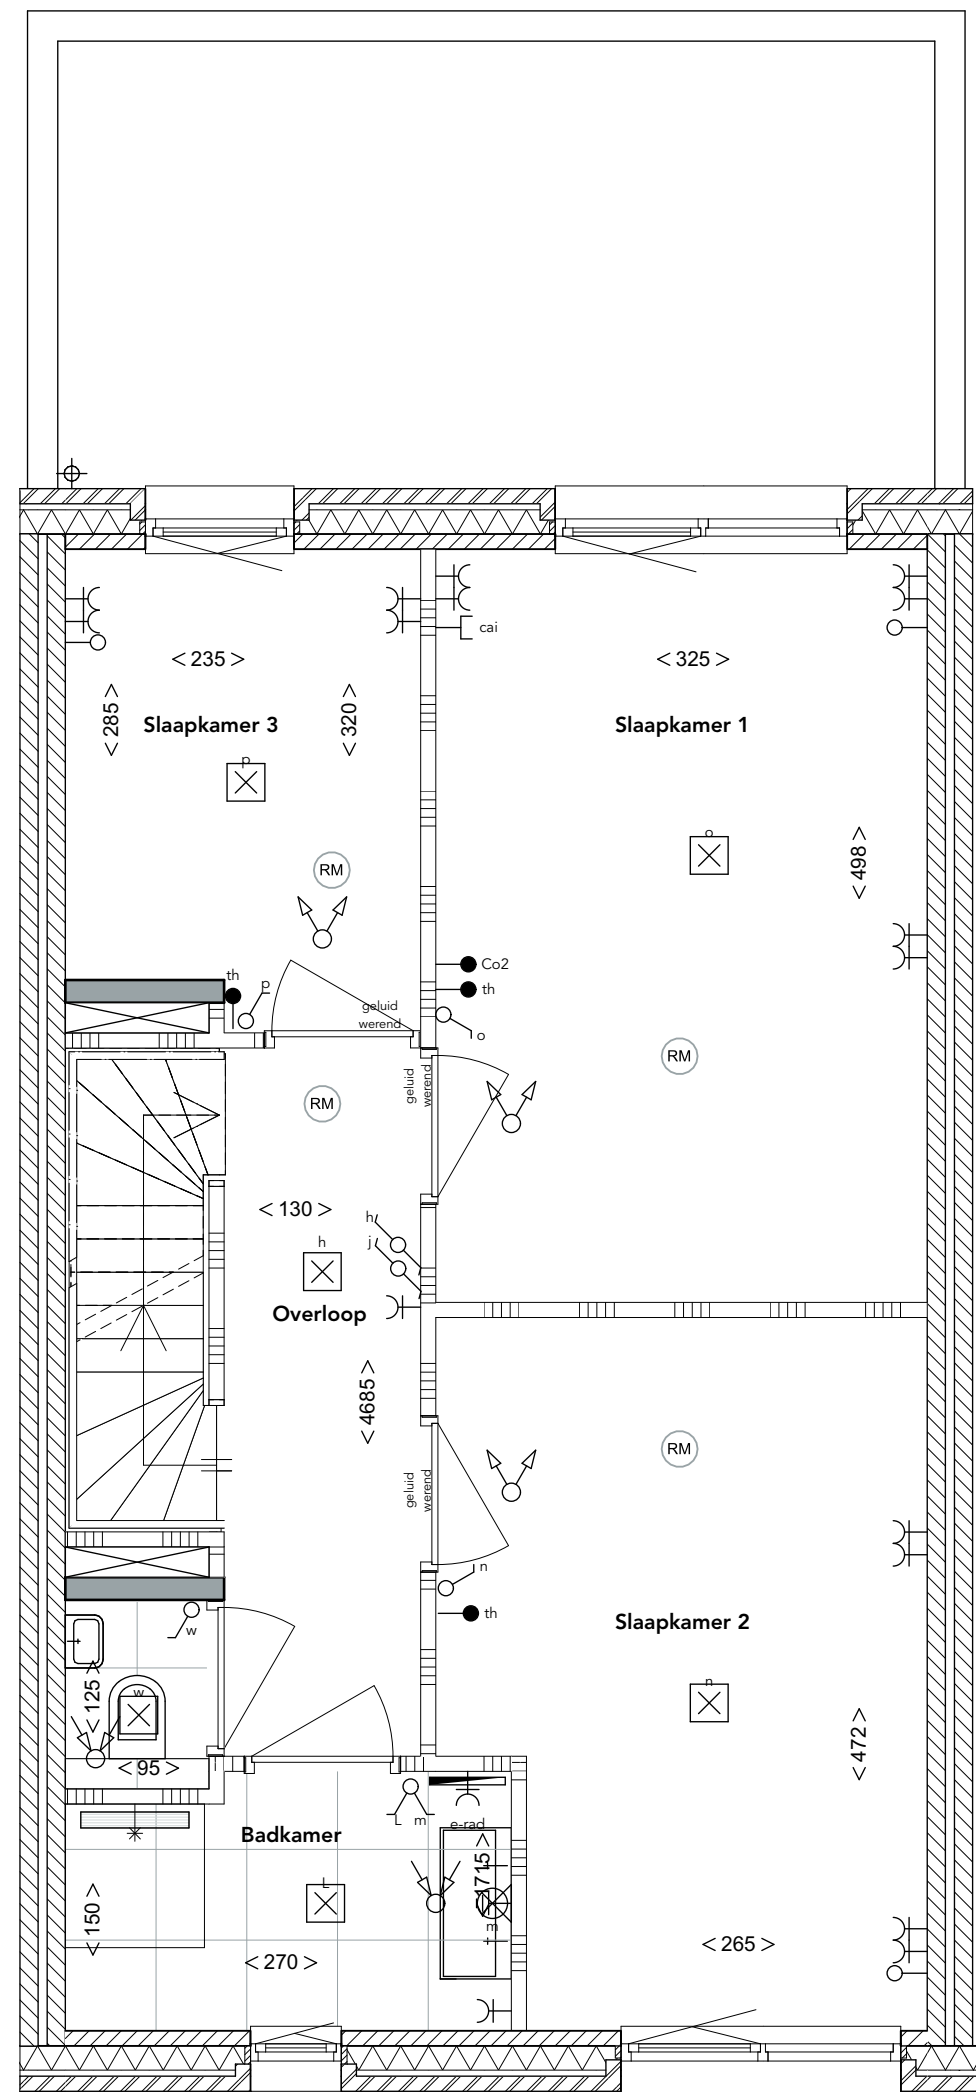 cai
< 235 >
< 325 >
< 285 >
Slaapkamer 3
< 320 >
Slaapkamer 1
p
o
< 498 >
RM
Co2
th
th
p
geluid
werend
o
RM
geluid
werend
RM
< 130 >
h
j
h
Overloop
< 4685 >
RM
geluid
werend
n
th
Slaapkamer 2
w
< 125 >
w
n
< 472 >
< 95 >
L m
e-rad
Badkamer
< 1715 >
L
m
< 150 >
< 265 >
< 270 >